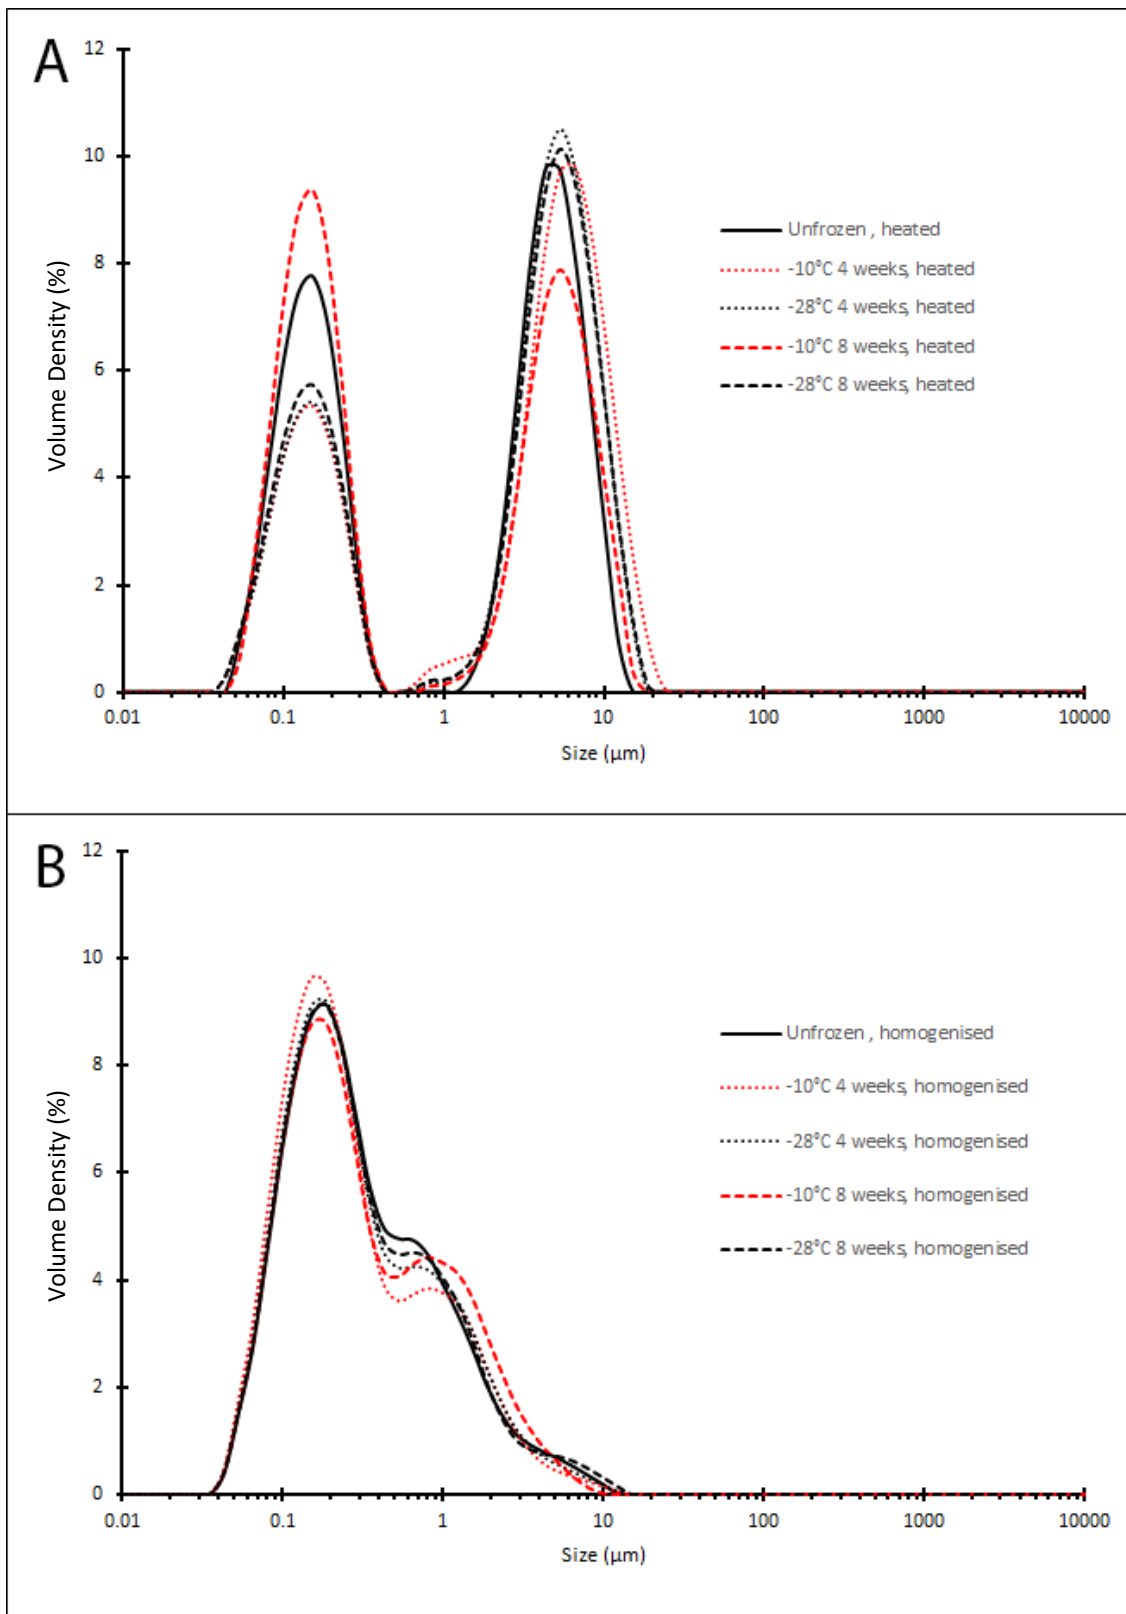 A
12
10
8
6
4
2
0
Volume Density (%)
0.01 0.1 1 10 100 1000 10000
Size (µm)
Unfrozen , heated
-10°C 4 weeks, heated
-28°C 4 weeks, heated
-10°C 8 weeks, heated
-28°C 8 weeks, heated
B
12
10
8
6
4
2
0
Volume Density (%)
0.01 0.1 1 10 100 1000 10000
Size (µm)
Unfrozen , homogenised
-10°C 4 weeks, homogenised
-28°C 4 weeks, homogenised
-10°C 8 weeks, homogenised
-28°C 8 weeks, homogenised